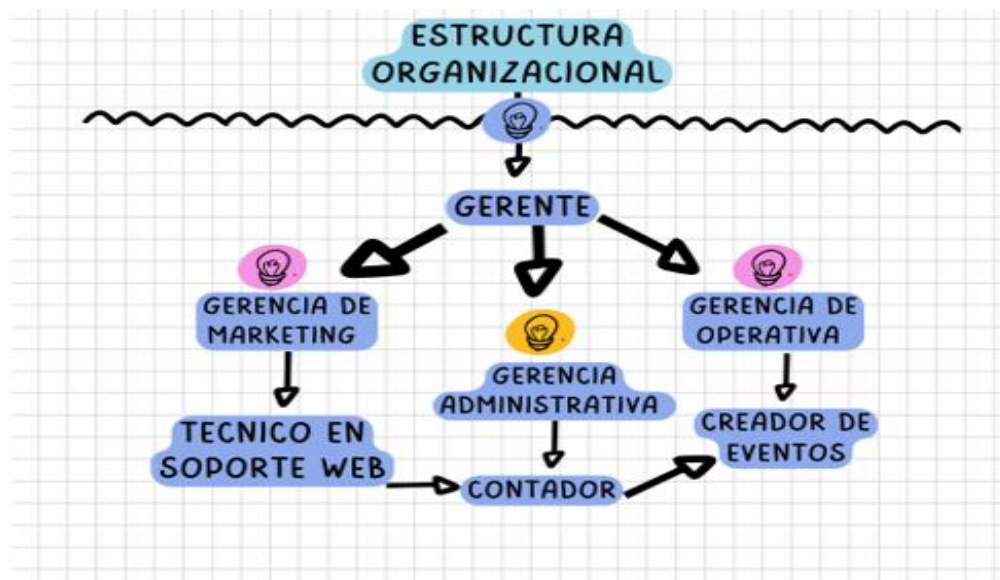 ESTRUCTURA
ORGANIZACIONAL
GERENTE
GERENCIA DE
MARKETING
GERENCIA
ADMINISTRATIVA
GERENCIA DE
OPERATIVA
TECNICO EN
SOPORTE WEB
CONTADOR
CREADOR DE
EVENTOS